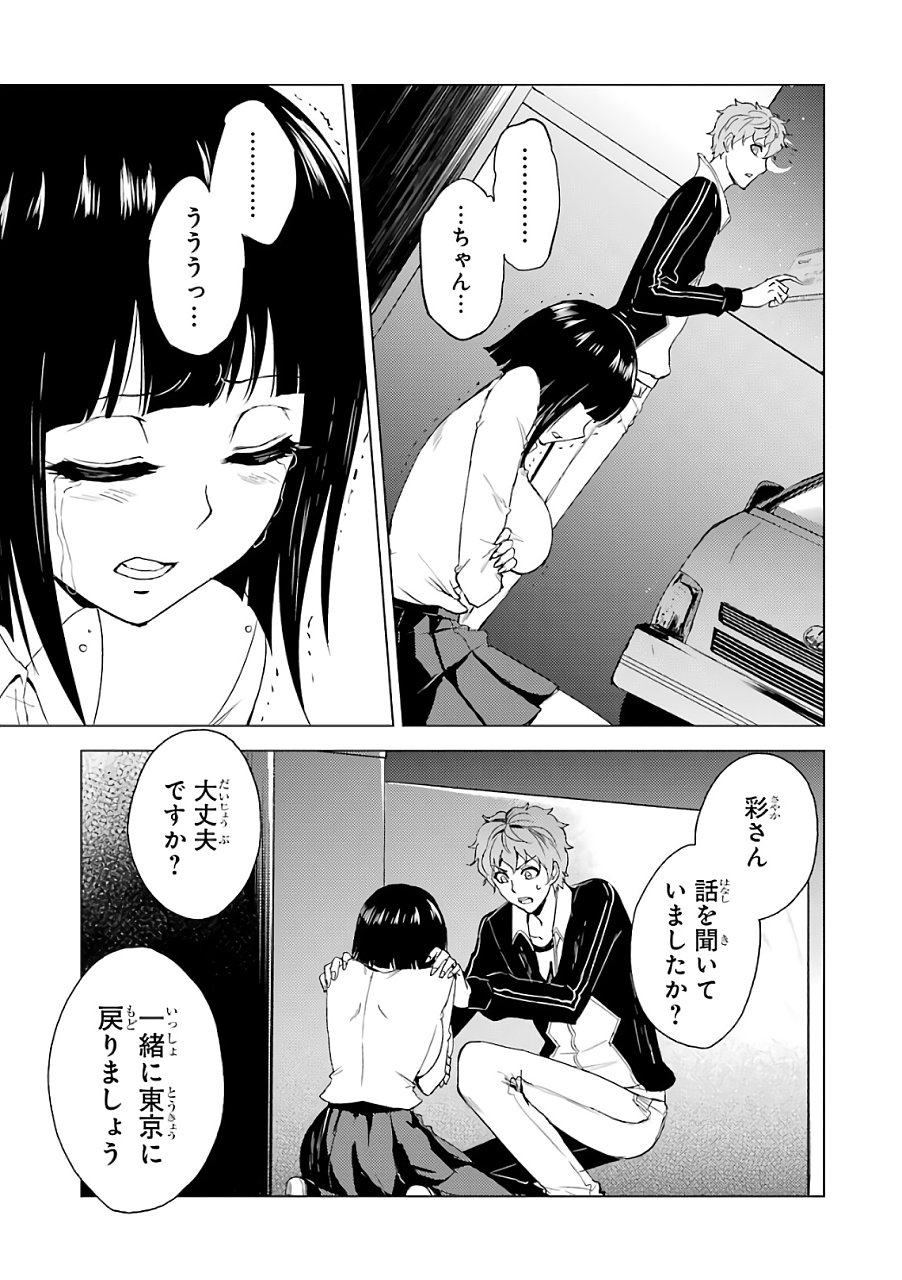 ………
…ちゃん…
………
うううっ…
彩さん
話を聞いて
いましたか？
大丈夫
ですか？
一緒に東京に
戻りましょう